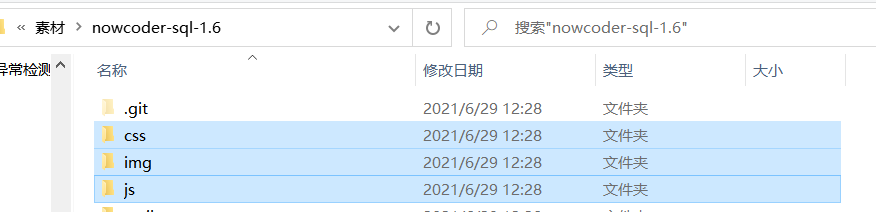 « 素材 > nowcoder-sql-1.6
搜索"nowcoder-sql-1.6"
异常检测
名称 修改日期 类型 大小
.git 2021/6/29 12:28 文件夹
css 2021/6/29 12:28 文件夹
img 2021/6/29 12:28 文件夹
js 2021/6/29 12:28 文件夹